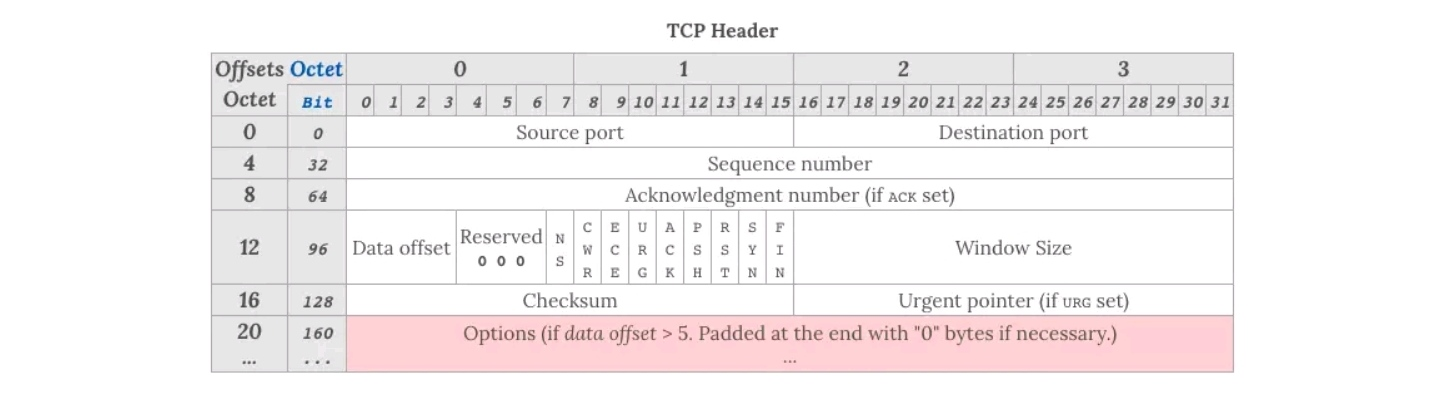 TCP Header
Offsets Octet 0 1 2 3
Octet Bit 0 1 2 3 4 5 6 7 8 9 10 11 12 13 14 15 16 17 18 19 20 21 22 23 24 25 26 27 28 29 30 31
0 0 Source port Destination port
4 32 Sequence number
8 64 Acknowledgment number (if ACK set)
12 96 Data offset Reserved 0 0 0 NS CWR ECE URG ACK PSH RST SYN FIN Window Size
16 128 Checksum Urgent pointer (if URG set)
20 160 Options (if data offset > 5. Padded at the end with "0" bytes if necessary.)
... ... ...